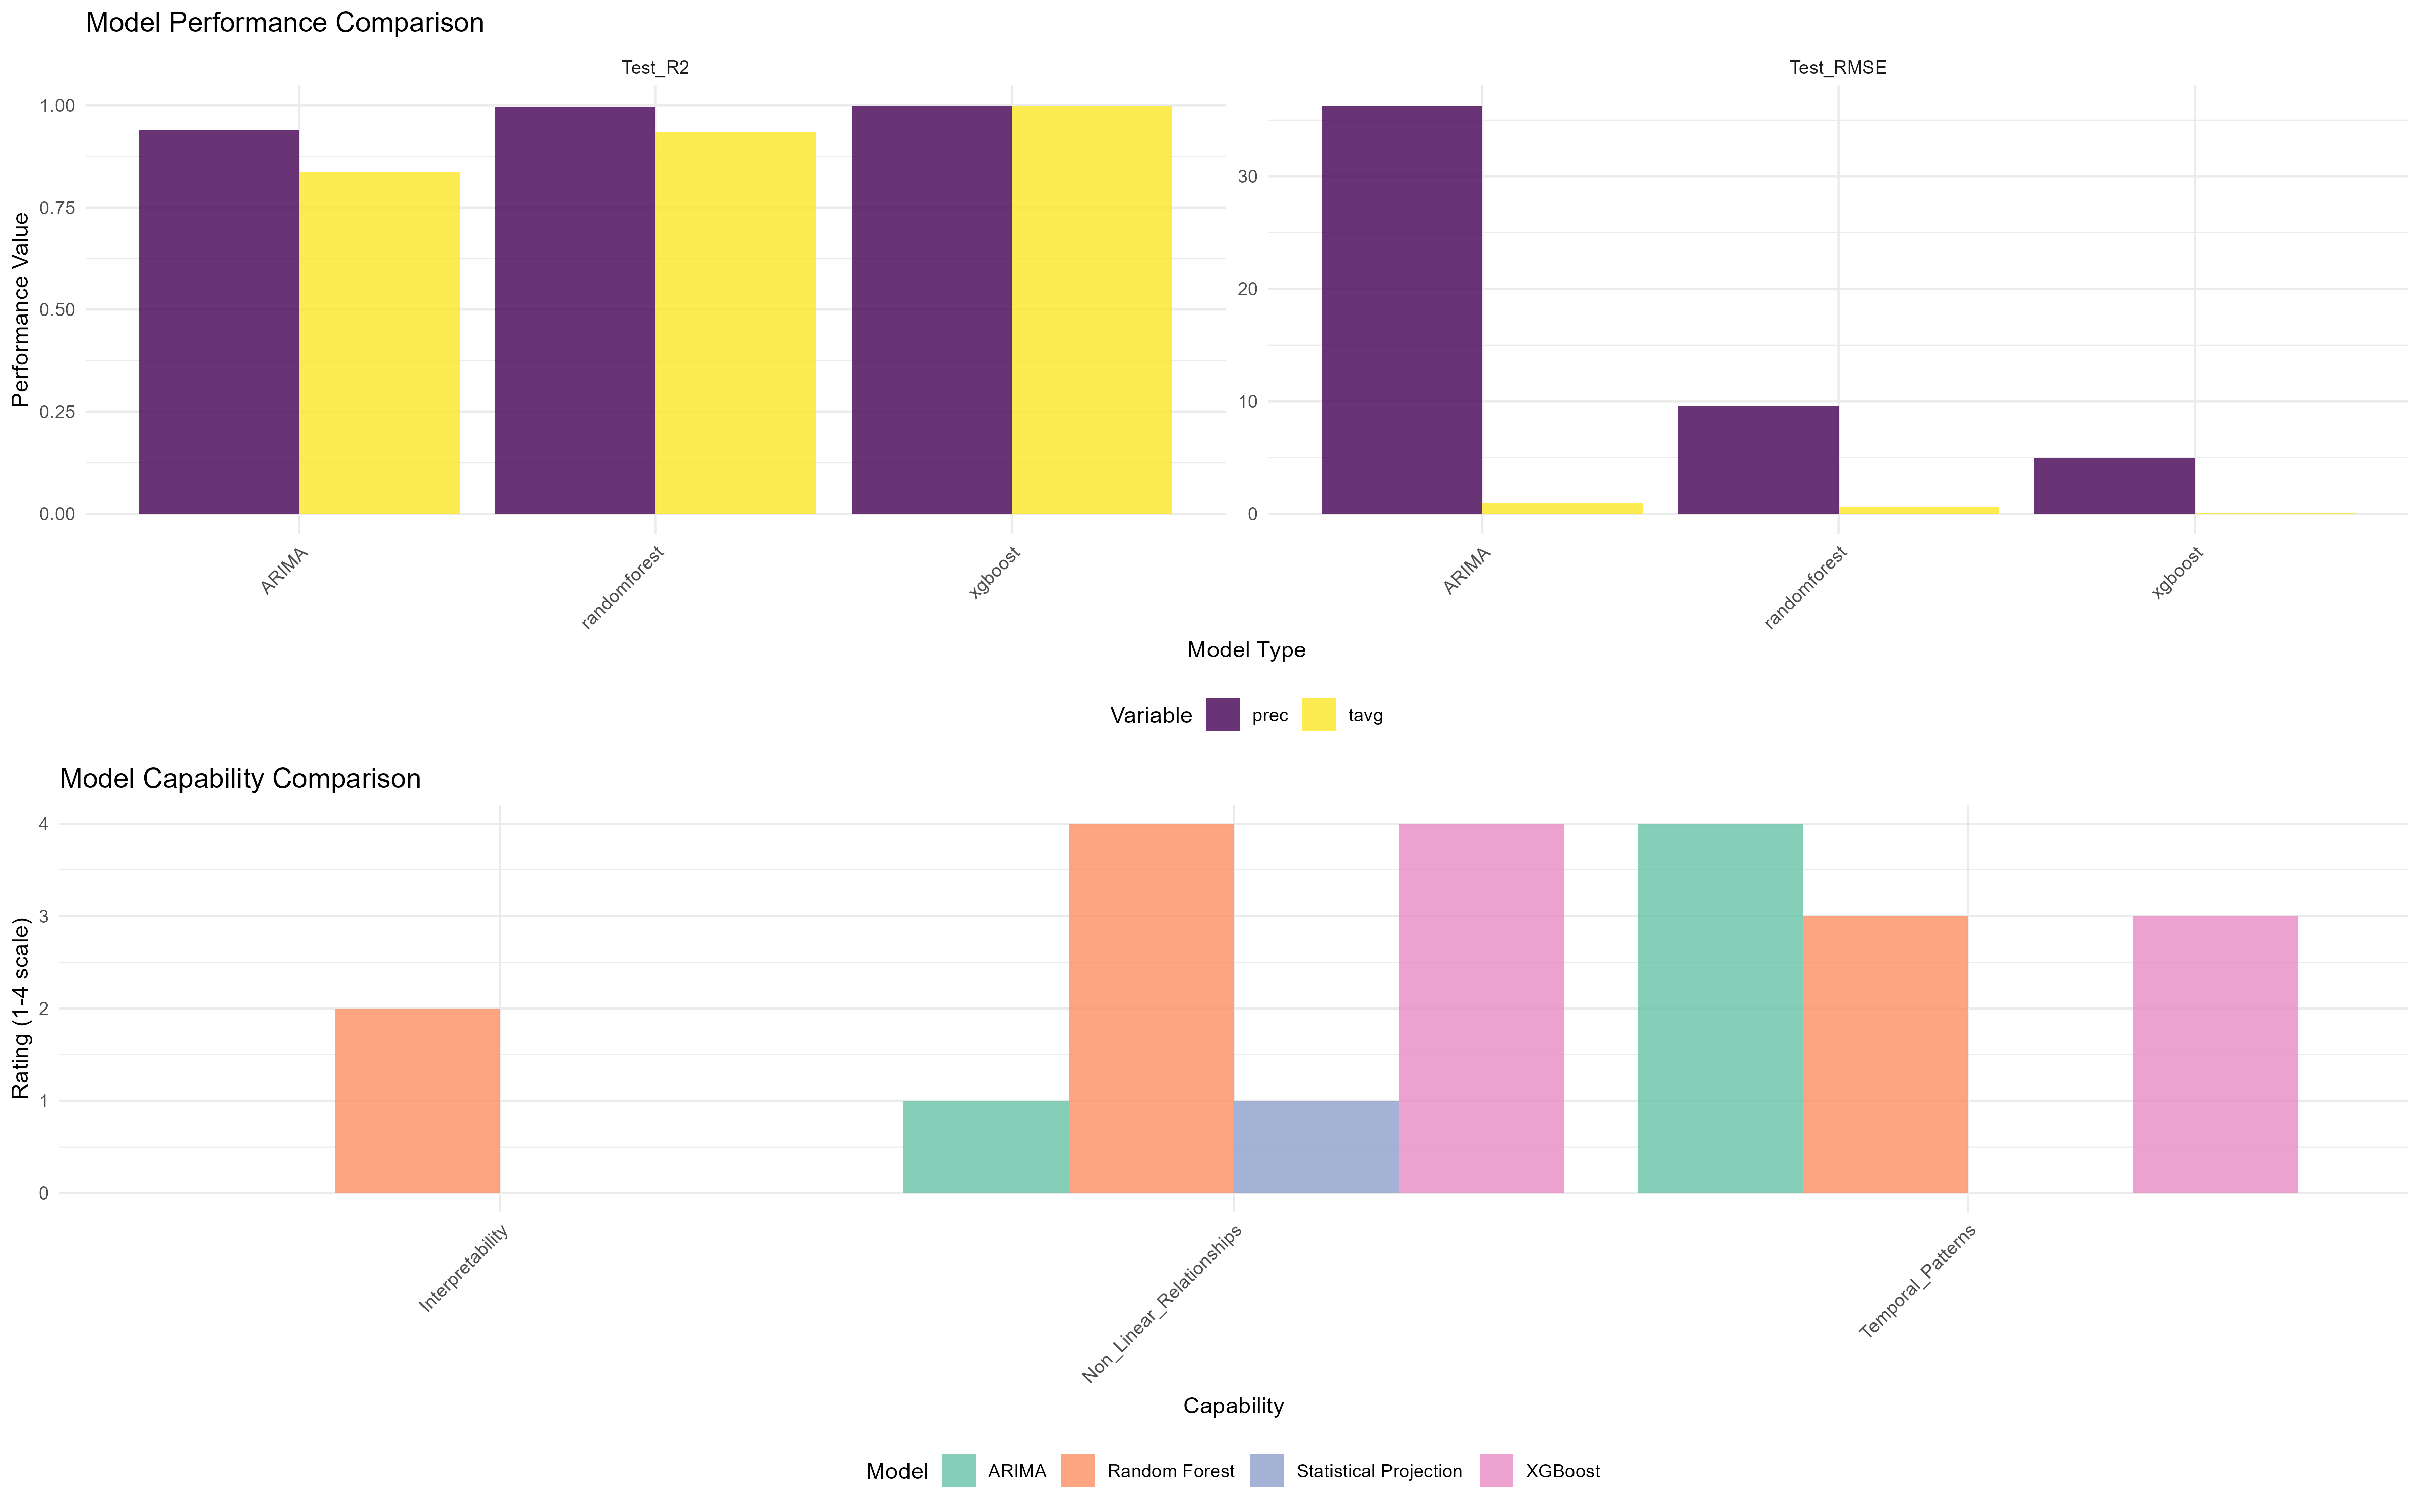 Model Performance Comparison
Test_R2
Test_RMSE
Performance Value
1.00
0.75
0.50
0.25
0.00
30
20
10
0
ARIMA
randomforest
xgboost
ARIMA
randomforest
xgboost
Model Type
Variable prec tavg
Model Capability Comparison
Rating (1-4 scale)
4
3
2
1
0
Interpretability
Non_Linear_Relationships
Temporal_Patterns
Capability
Model ARIMA Random Forest Statistical Projection XGBoost